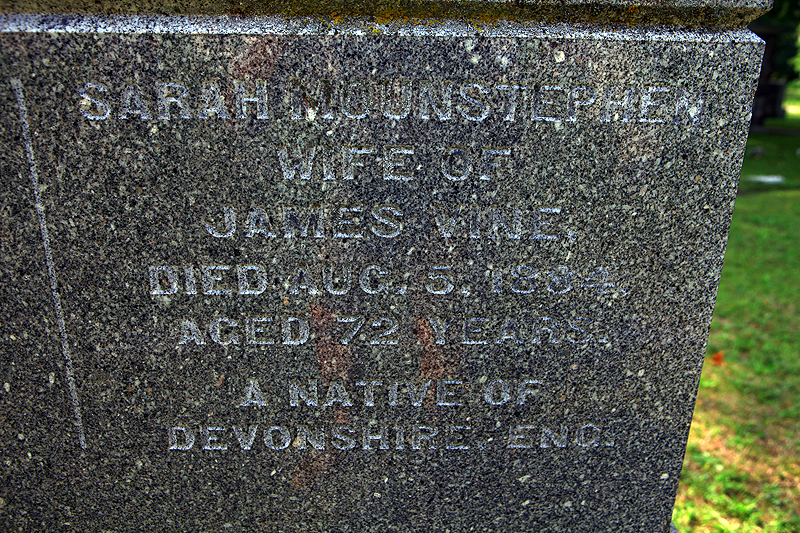 SARAH MOUNSTEPHEN
WIFE OF
JAMES VINE,
DIED AUG. 5, 1884,
AGED 72 YEARS.
A NATIVE OF
DEVONSHIRE, ENG.